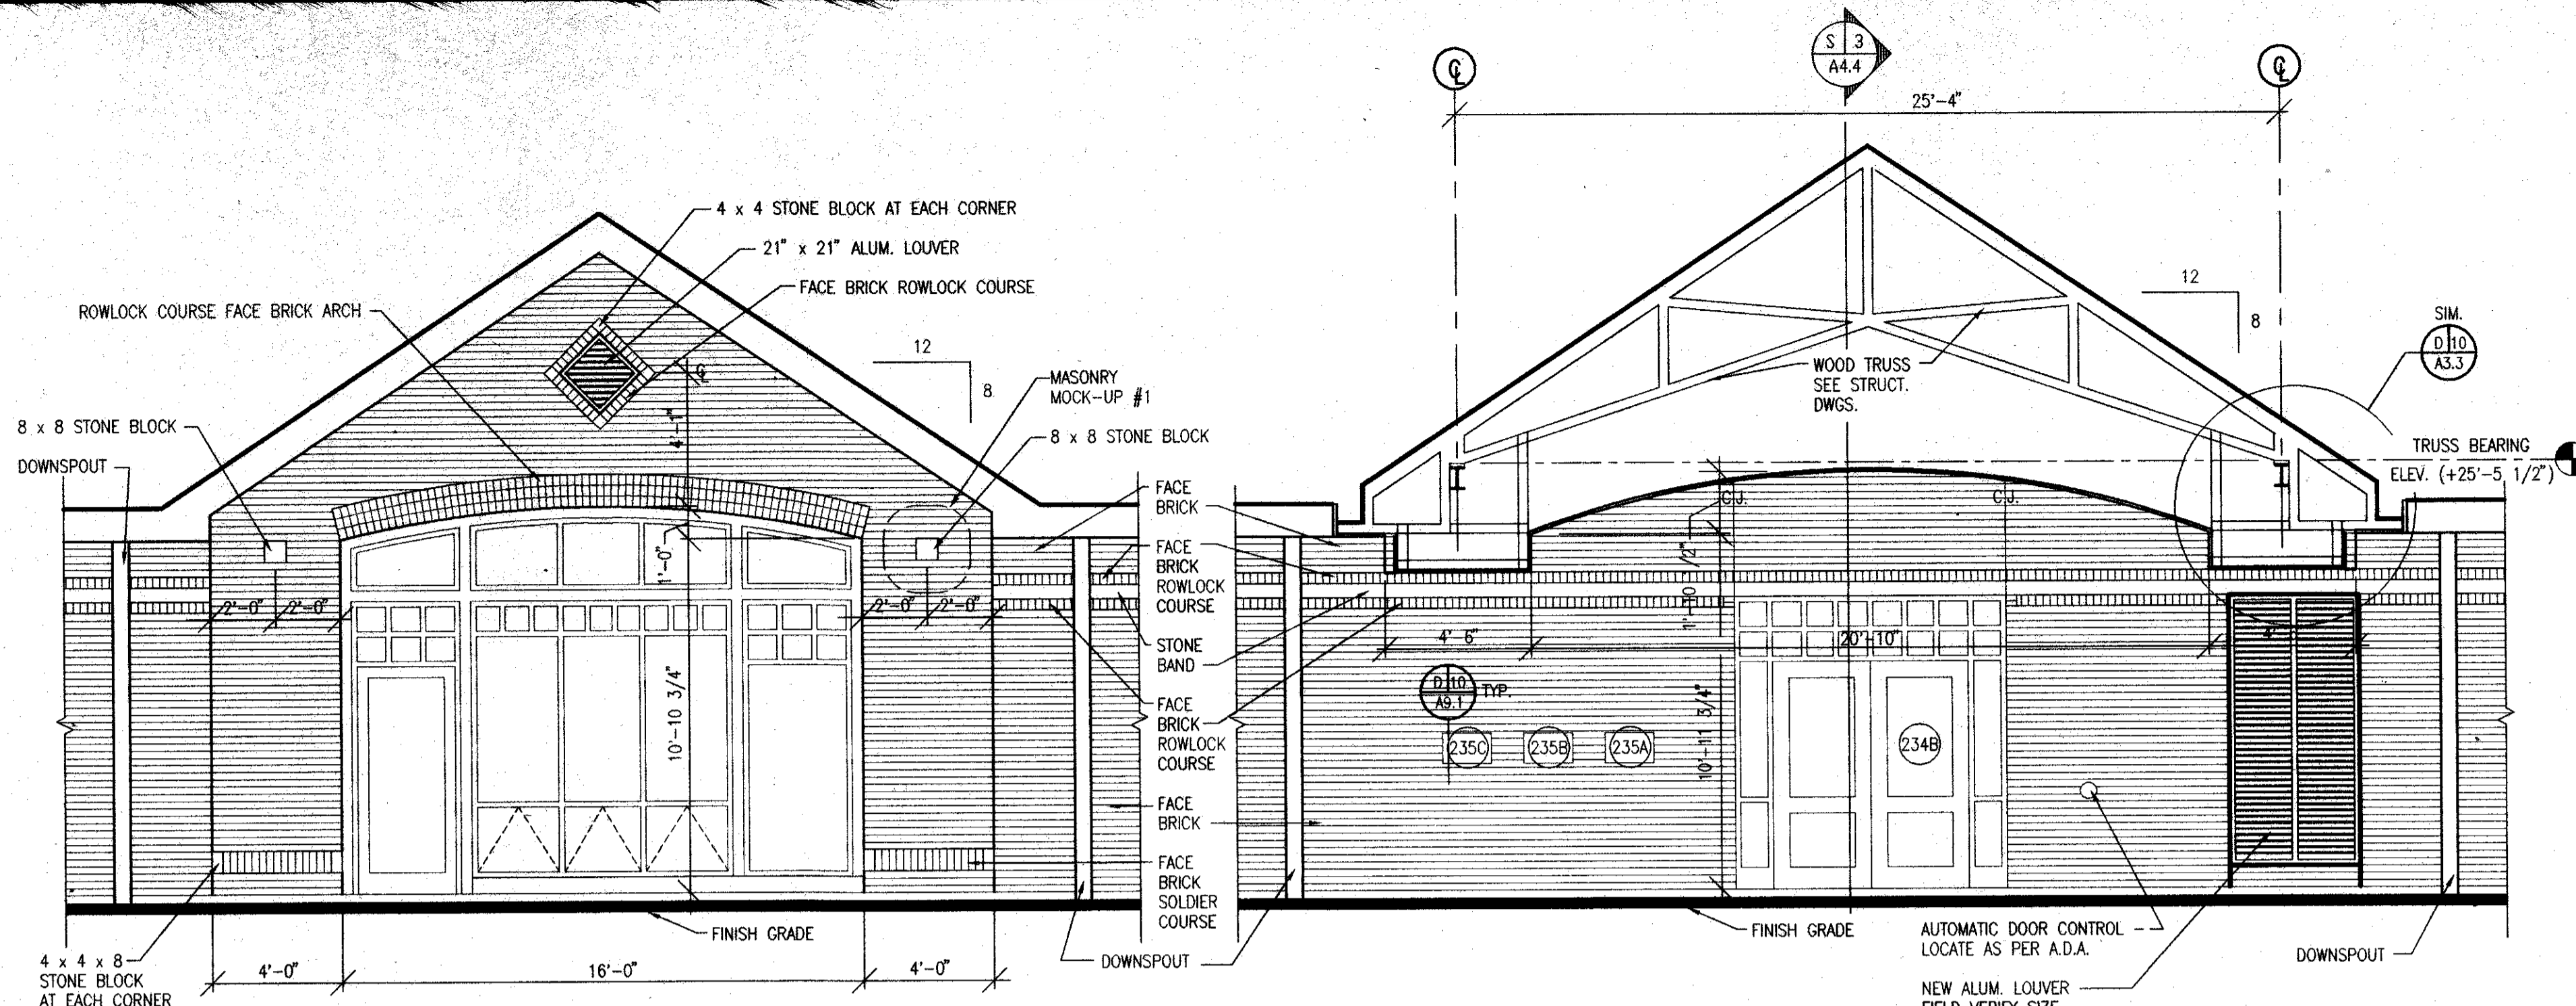 S 3
A4.4
25'-4"
4 x 4 STONE BLOCK AT EACH CORNER
21" x 21" ALUM. LOUVER
FACE BRICK ROWLOCK COURSE
ROWLOCK COURSE FACE BRICK ARCH
12
8
MASONRY
MOCK-UP #1
8 x 8 STONE BLOCK
8 x 8 STONE BLOCK
DOWNSPOUT
4'-1"
1'-0"
2'-0"
2'-0"
2'-0"
2'-0"
10'-10 3/4"
FACE
BRICK
FACE
BRICK
ROWLOCK
COURSE
STONE
BAND
FACE
BRICK
ROWLOCK
COURSE
FACE
BRICK
FACE
BRICK
SOLDIER
COURSE
12
8
SIM.
D 10
A3.3
WOOD TRUSS
SEE STRUCT.
DWGS.
TRUSS BEARING
ELEV. (+25'-5 1/2")
C.J.
C.J.
1'-10 1/2"
4'-6"
20'-10"
D 10
A9.1
TYP.
235C
235B
235A
234B
10'-11 3/4"
FINISH GRADE
4 x 4 x 8
STONE BLOCK
AT EACH CORNER
4'-0"
16'-0"
4'-0"
DOWNSPOUT
FINISH GRADE
AUTOMATIC DOOR CONTROL
LOCATE AS PER A.D.A.
NEW ALUM. LOUVER
FIELD VERIFY SIZE
DOWNSPOUT